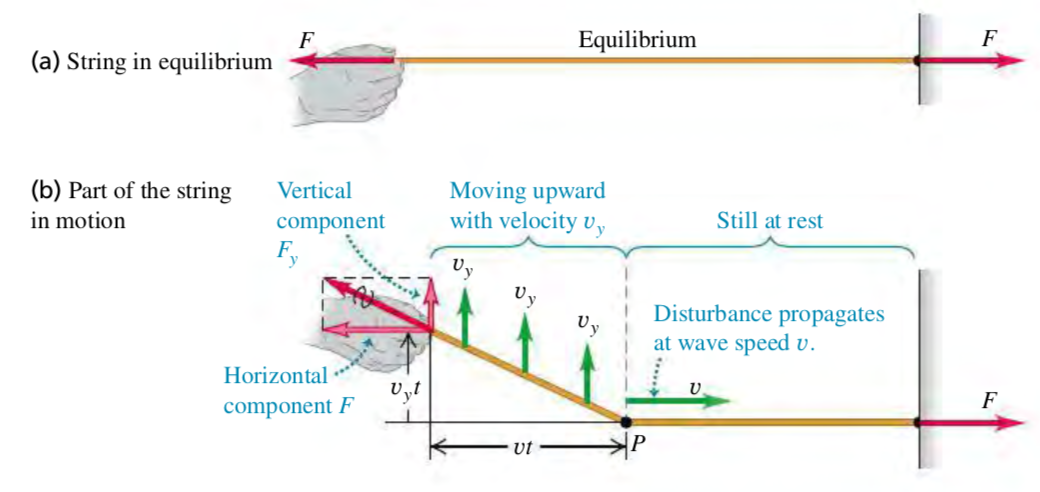 F
Equilibrium
F
(a) String in equilibrium
(b) Part of the string
in motion
Vertical
component
F_y
Moving upward
with velocity v_y
Still at rest
v_y
v_y
v_y
Disturbance propagates
at wave speed v.
Horizontal
component F
v_y t
v
F
vt
P